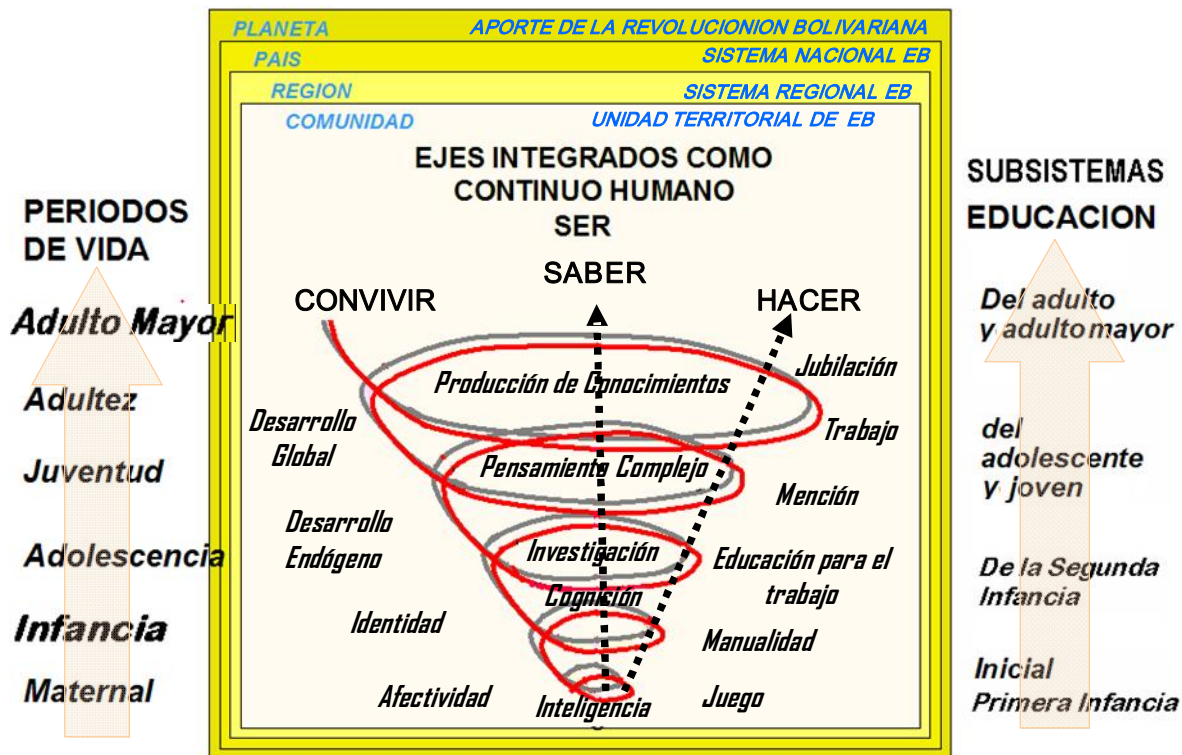 PLANETA APORTE DE LA REVOLUCIONION BOLIVARIANA
PAIS SISTEMA NACIONAL EB
REGION SISTEMA REGIONAL EB
COMUNIDAD UNIDAD TERRITORIAL DE EB
EJES INTEGRADOS COMO
CONTINUO HUMANO
SER
SABER
CONVIVIR HACER
PERIODOS
DE VIDA
Adulto Mayor
Adultez
Juventud
Adolescencia
Infancia
Maternal
Desarrollo
Global
Desarrollo
Endógeno
Identidad
Afectividad
Producción de Conocimientos
Pensamiento Complejo
Investigación
Cognición
Inteligencia
Jubilación
Trabajo
Mención
Educación para el
trabajo
Manualidad
Juego
SUBSISTEMAS
EDUCACION
Del adulto
y adulto mayor
del
adolescente
y joven
De la Segunda
Infancia
Inicial
Primera Infancia